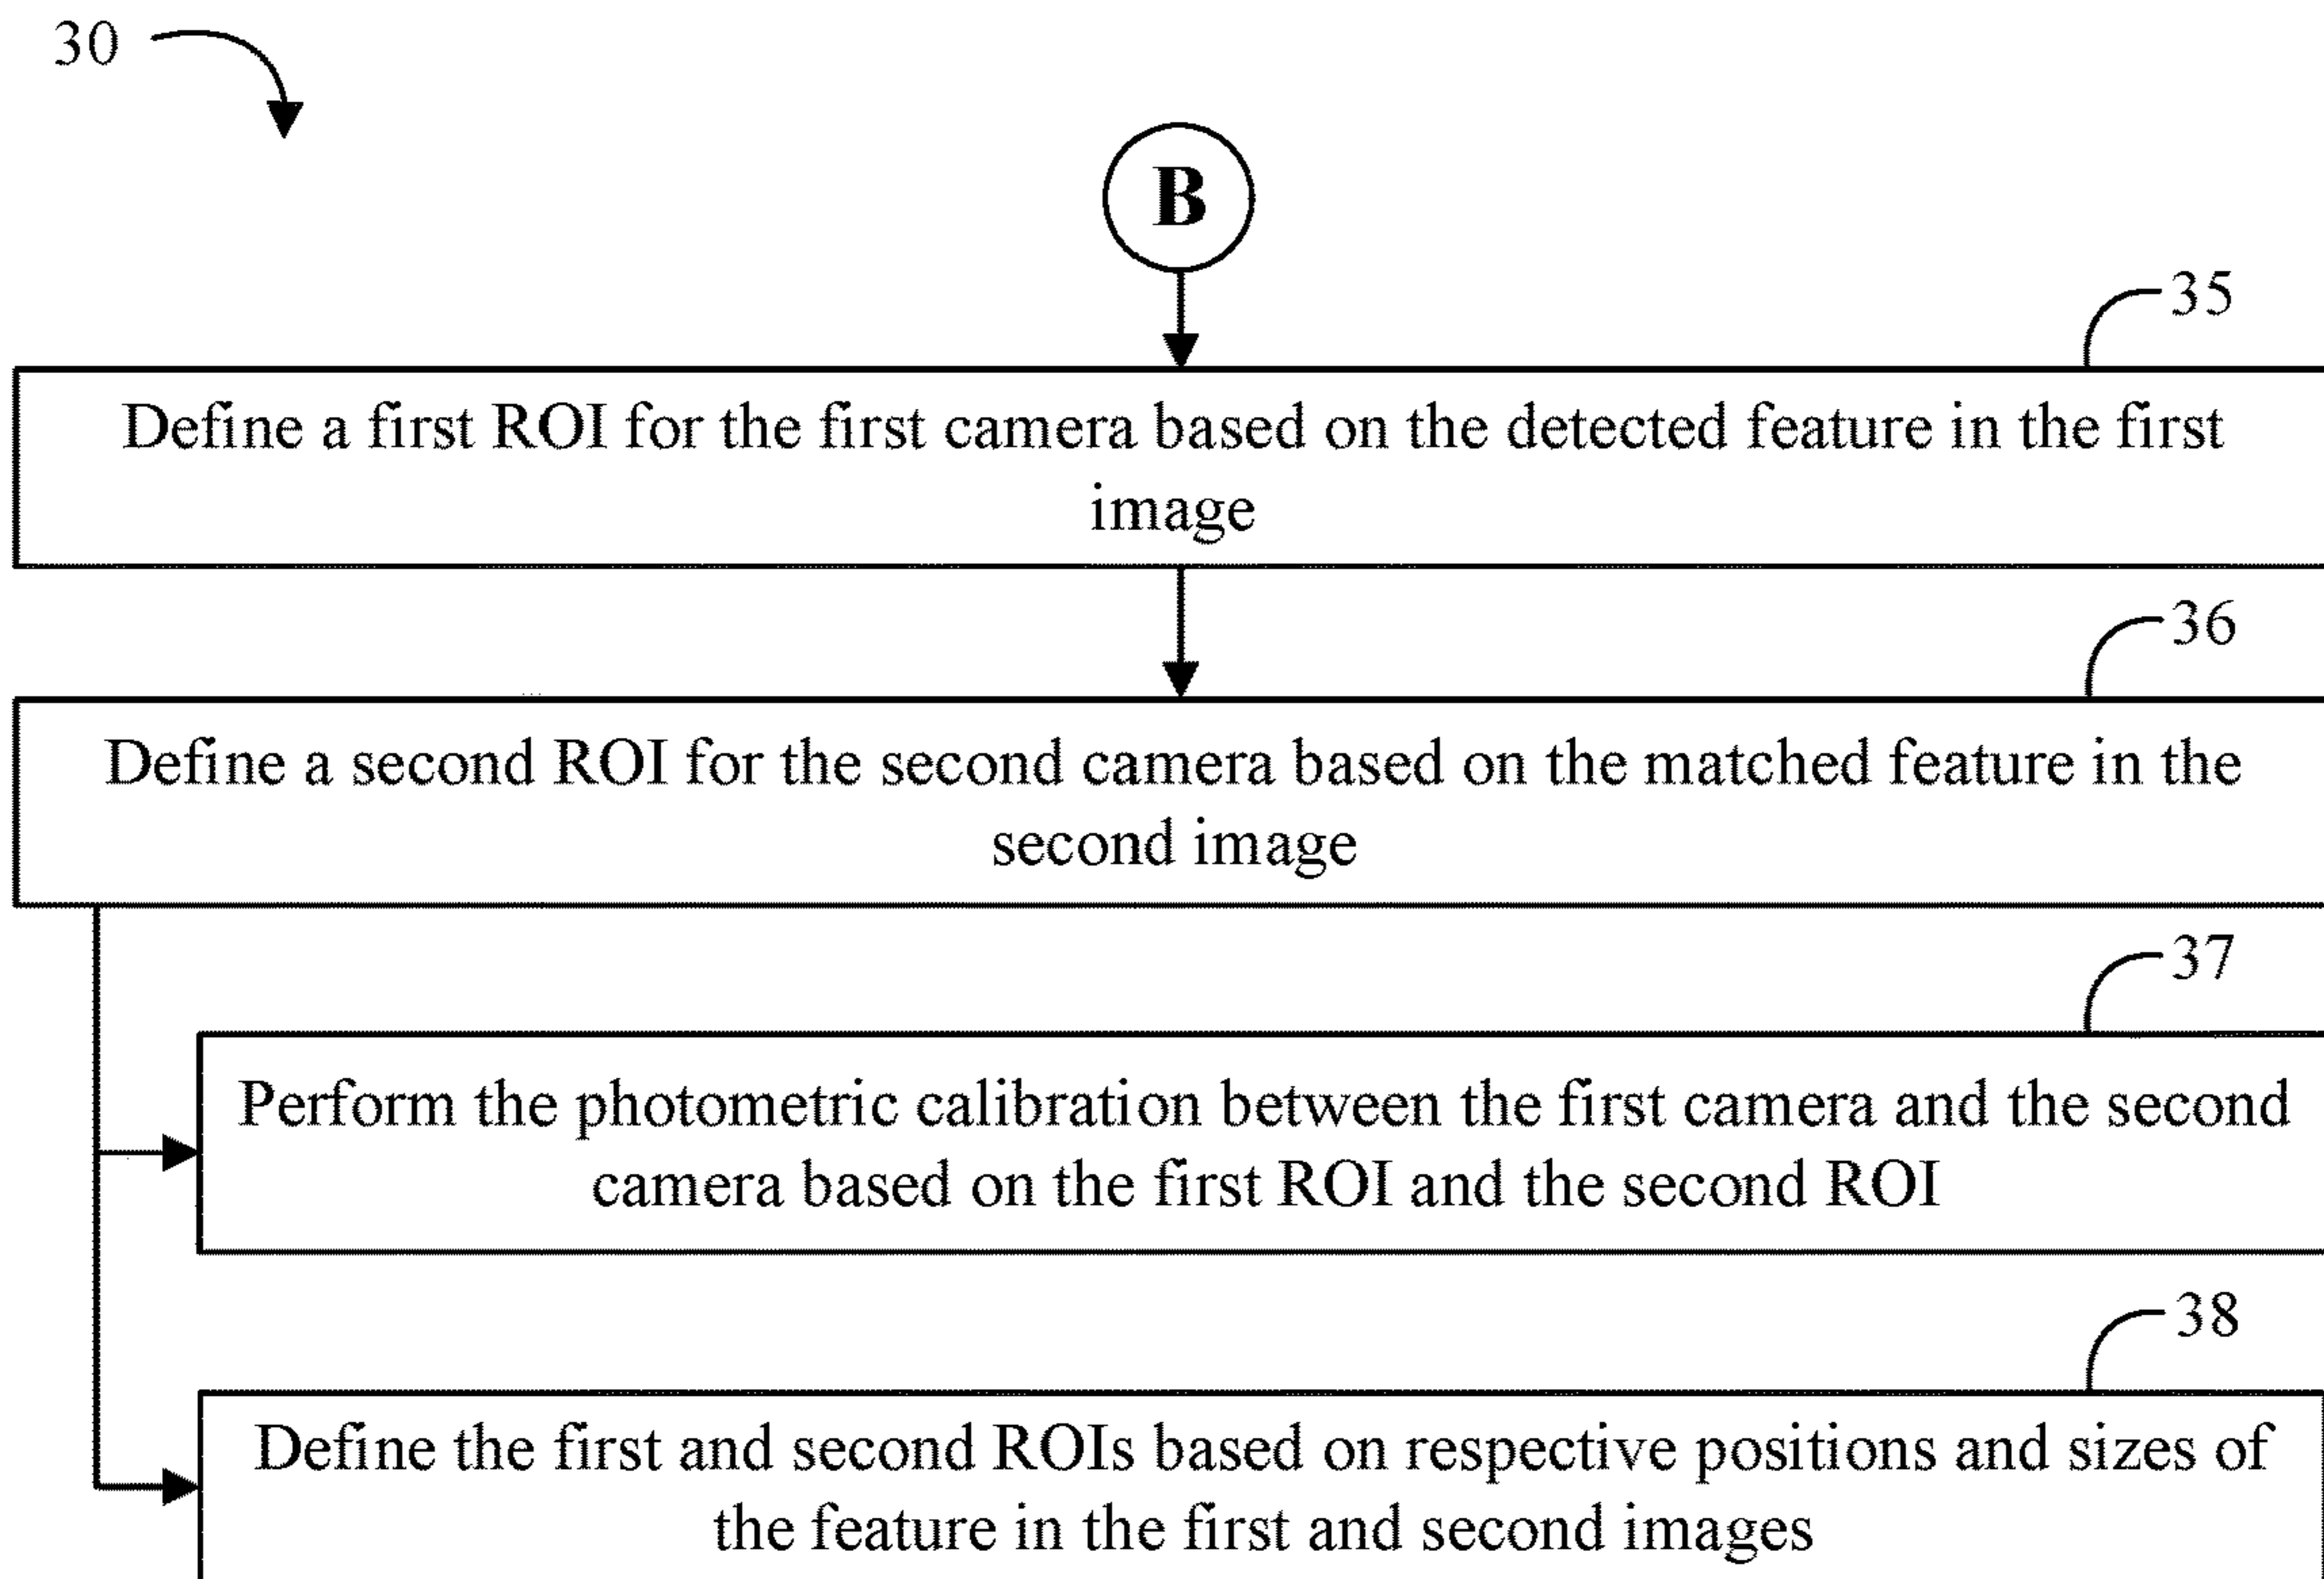 30
B
35
Define a first ROI for the first camera based on the detected feature in the first
image
36
Define a second ROI for the second camera based on the matched feature in the
second image
37
Perform the photometric calibration between the first camera and the second
camera based on the first ROI and the second ROI
38
Define the first and second ROIs based on respective positions and sizes of
the feature in the first and second images